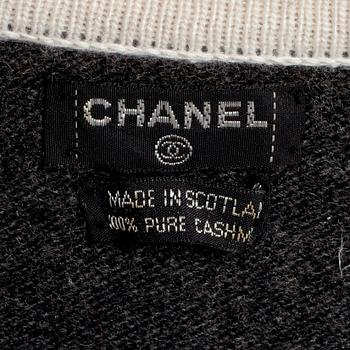 CHANEL
MADE IN SCOTLA
100% PURE CASHM